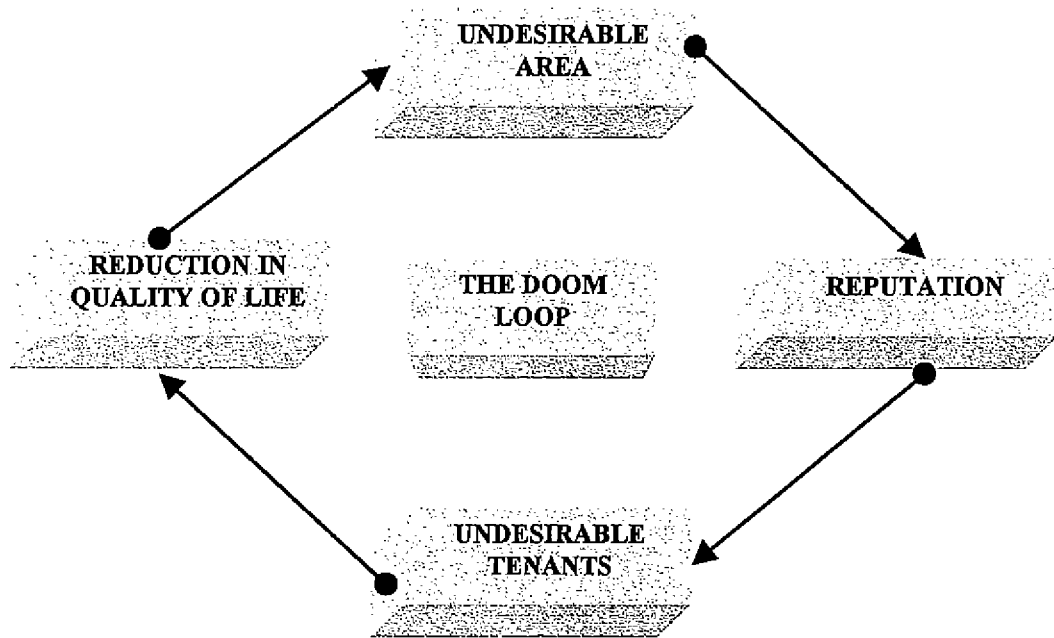 UNDESIRABLE
AREA
REDUCTION IN
QUALITY OF LIFE
THE DOOM
LOOP
REPUTATION
UNDESIRABLE
TENANTS